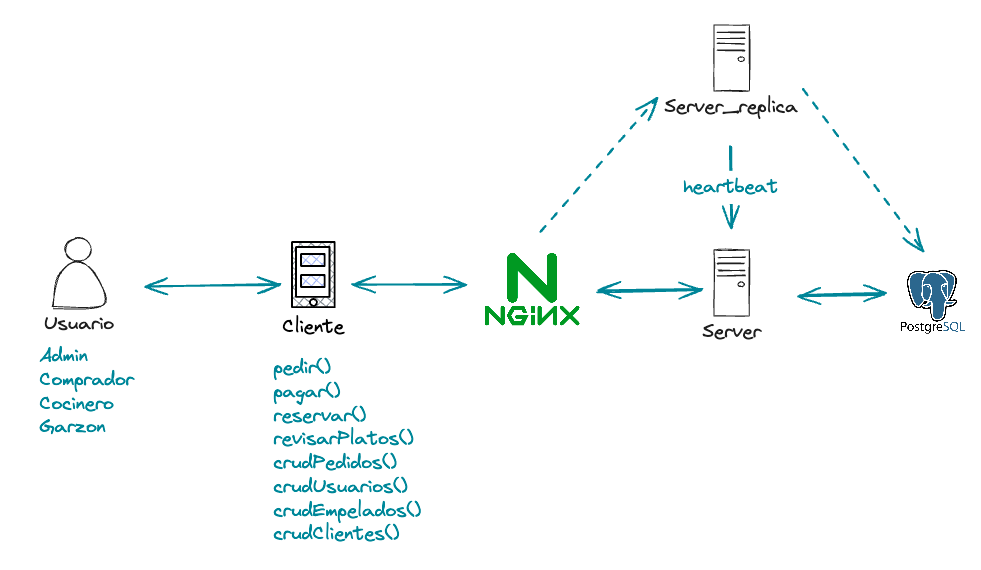 Server_replica
heartbeat
Usuario
Admin
Comprador
Cocinero
Garzon
Cliente
pedir()
pagar()
reservar()
revisarPlatos()
crudPedidos()
crudUsuarios()
crudEmpelados()
crudClientes()
NGiNX
Server
PostgreSQL